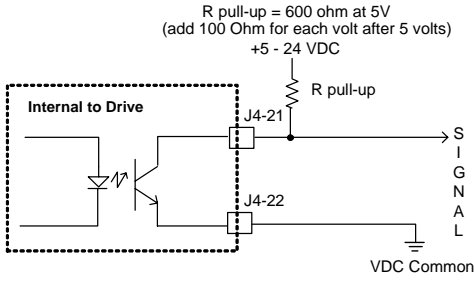 R pull-up = 600 ohm at 5V
(add 100 Ohm for each volt after 5 volts)
+5 - 24 VDC
R pull-up
Internal to Drive
J4-21
J4-22
SIGNAL
VDC Common